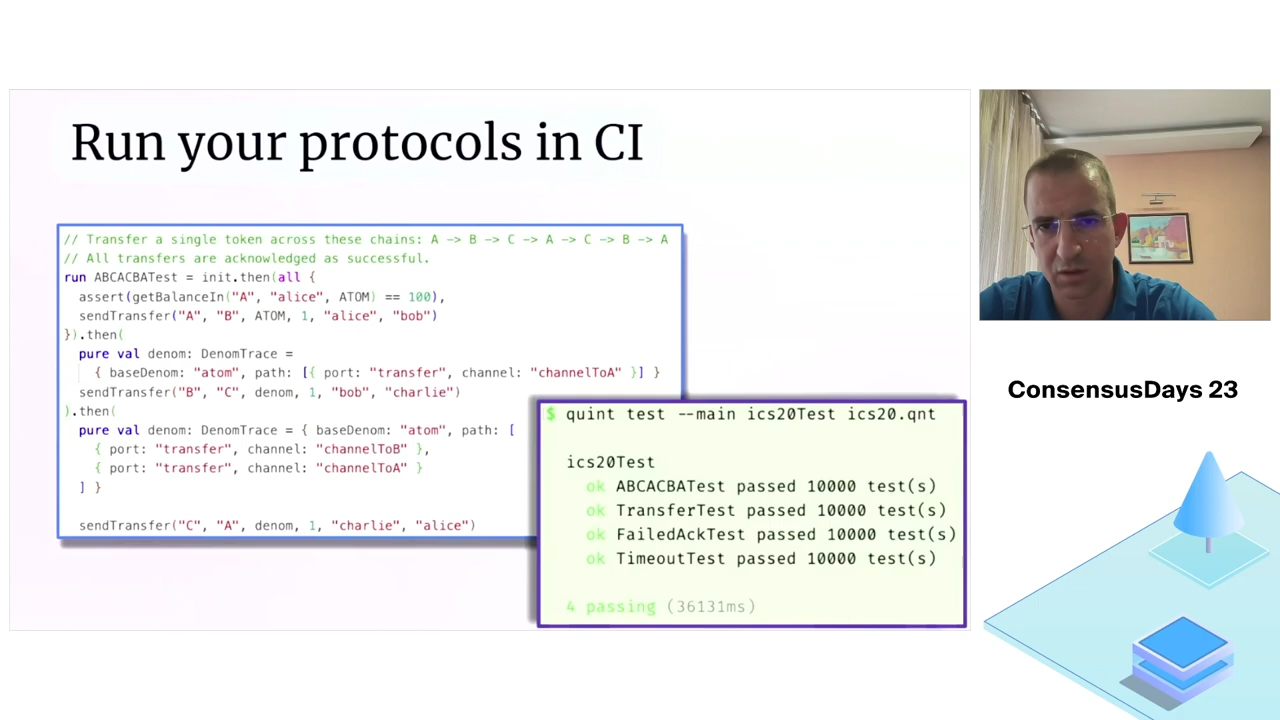 Run your protocols in CI
// Transfer a single token across these chains: A -> B -> C -> A -> C -> B -> A
// All transfers are acknowledged as successful.
run ABCACBATest = init.then(all {
  assert(getBalanceIn("A", "alice", ATOM) == 100),
  sendTransfer("A", "B", ATOM, 1, "alice", "bob")
}).then(
  pure val denom: DenomTrace =
    { baseDenom: "atom", path: [{ port: "transfer", channel: "channelToA" }] }
  sendTransfer("B", "C", denom, 1, "bob", "charlie")
).then(
  pure val denom: DenomTrace = { baseDenom: "atom", path: [
    { port: "transfer", channel: "channelToB" },
    { port: "transfer", channel: "channelToA" }
  ] }
  sendTransfer("C", "A", denom, 1, "charlie", "alice")
$ quint test --main ics20Test ics20.qnt
ics20Test
ok ABCACBATest passed 10000 test(s)
ok TransferTest passed 10000 test(s)
ok FailedAckTest passed 10000 test(s)
ok TimeoutTest passed 10000 test(s)
4 passing (36131ms)
ConsensusDays 23